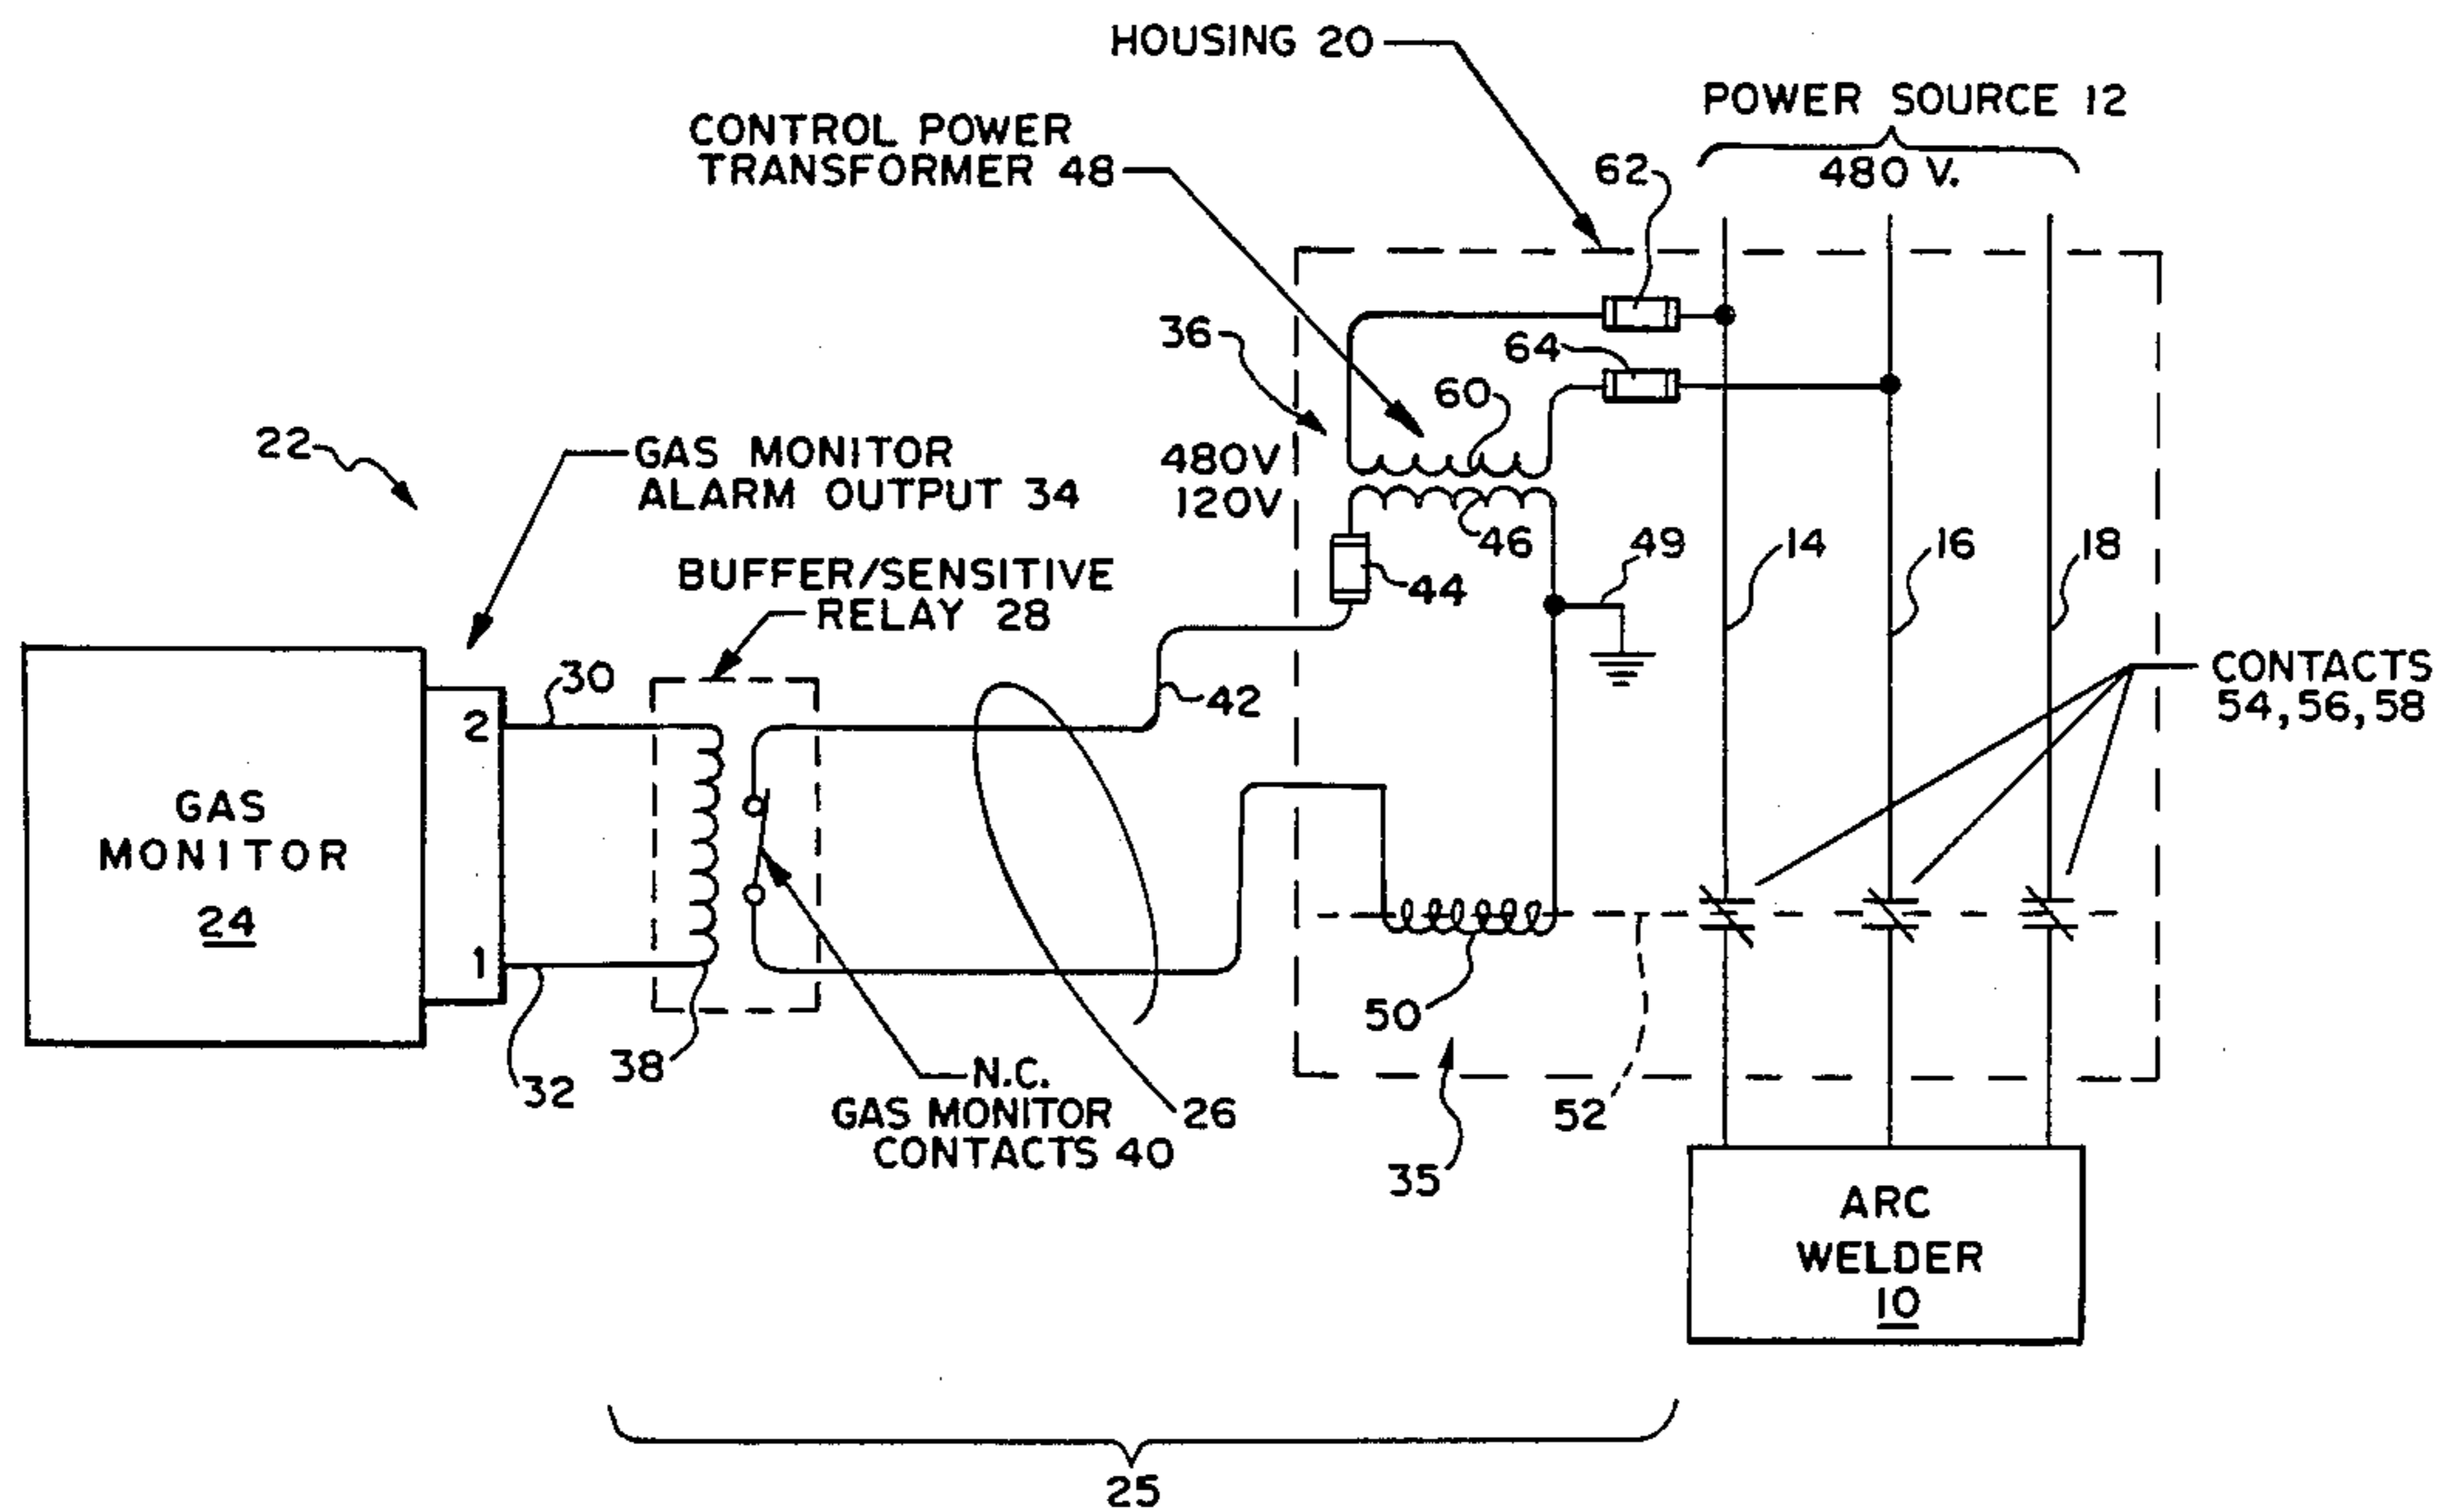 HOUSING 20
POWER SOURCE 12
480 V.
CONTROL POWER
TRANSFORMER 48
62
36
64
60
480V
120V
22
GAS MONITOR
ALARM OUTPUT 34
46
49
14
16
18
44
BUFFER/SENSITIVE
RELAY 28
30
42
CONTACTS
54, 56, 58
2
GAS
MONITOR
24
1
50
32
38
N.C.
GAS MONITOR
CONTACTS 40
26
52
35
ARC
WELDER
10
25